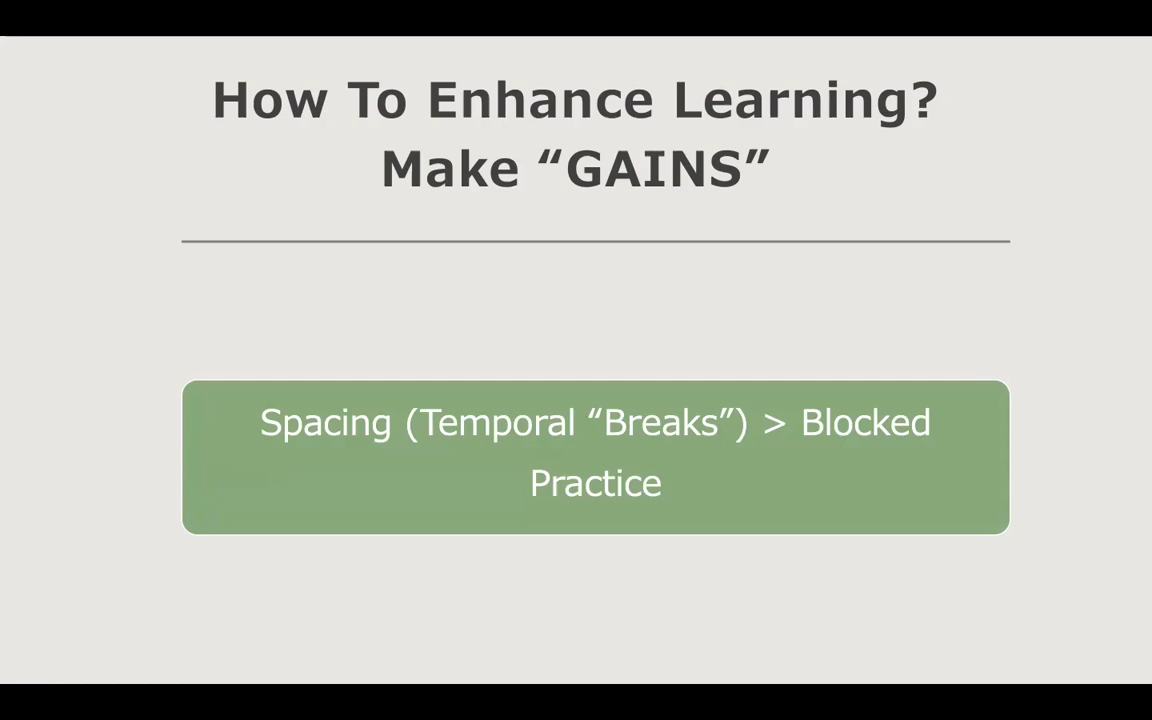 How To Enhance Learning?
Make “GAINS”
Spacing (Temporal “Breaks”) > Blocked
Practice